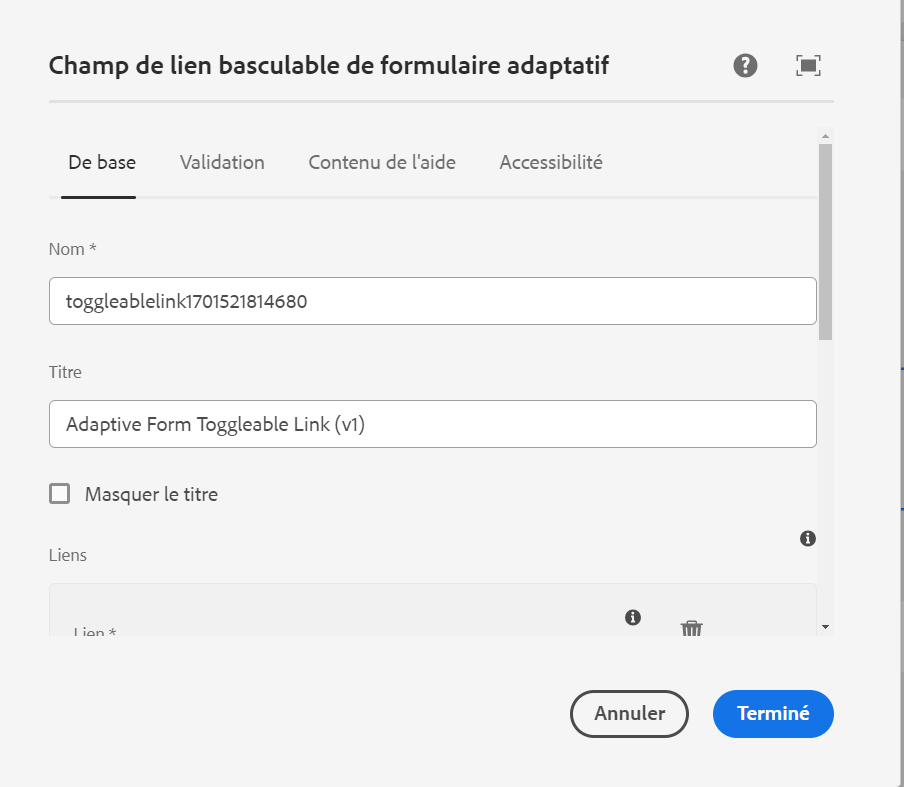 Champ de lien basculable de formulaire adaptatif
De base Validation Contenu de l'aide Accessibilité
Nom *
toggleablelink1701521814680
Titre
Adaptive Form Toggleable Link (v1)
Masquer le titre
Liens
Lien *
Annuler Terminé